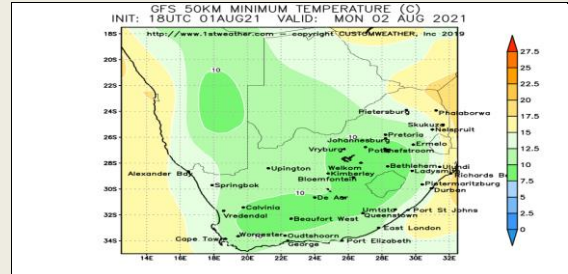 GFS 50KM MINIMUM TEMPERATURE (C)
INIT: 18UTC 01AUG21 VALID: MON 02 AUG 2021
http://www.1stweather.com copyright CUSTOMWEATHER, Inc 2019
18S
20S
22S
24S
26S
28S
30S
32S
34S
10
10
10
Pietersburg
Phalaborwa
Skukuza
Nelspruit
Pretoria
Johannesburg
Ermelo
Vryburg
Potchefstroom
Welkom
Bethlehem
Ulundi
Alexander Bay
Upington
Kimberley
Ladysmith
Richards Ba
Bloemfontein
Springbok
Pietermaritzburg
Durban
De Aar
Calvinia
Umtata
Port St Johns
Vredendal
Beaufort West
Queenstown
East London
Cape Town
Worcester
Oudtshoorn
George
Port Elizabeth
14E 16E 18E 20E 22E 24E 26E 28E 30E 32E
27.5
25
22.5
20
17.5
15
12.5
10
7.5
5
2.5
0